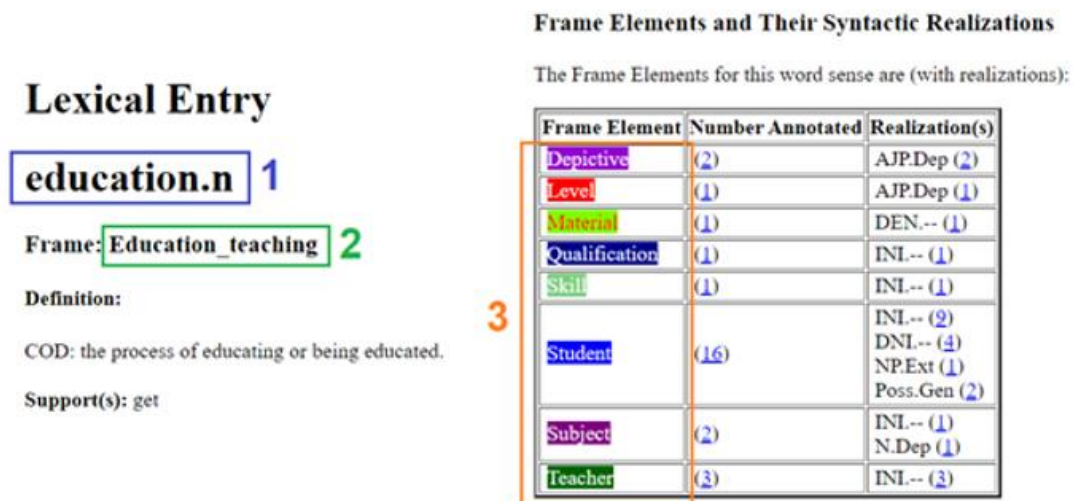 Lexical Entry
education.n 1
Frame: Education_teaching 2
Definition:
COD: the process of educating or being educated.
Support(s): get
Frame Elements and Their Syntactic Realizations
The Frame Elements for this word sense are (with realizations):
Frame Element Number Annotated Realization(s)
3
Depictive (2) AJP.Dep (2)
Level (1) AJP.Dep (1)
Material (1) DEN.-- (1)
Qualification (1) INI.-- (1)
Skill (1) INI.-- (1)
Student (16) INI.-- (9)
DNI.-- (4)
NP.Ext (1)
Poss.Gen (2)
Subject (2) INI.-- (1)
N.Dep (1)
Teacher (3) INI.-- (3)